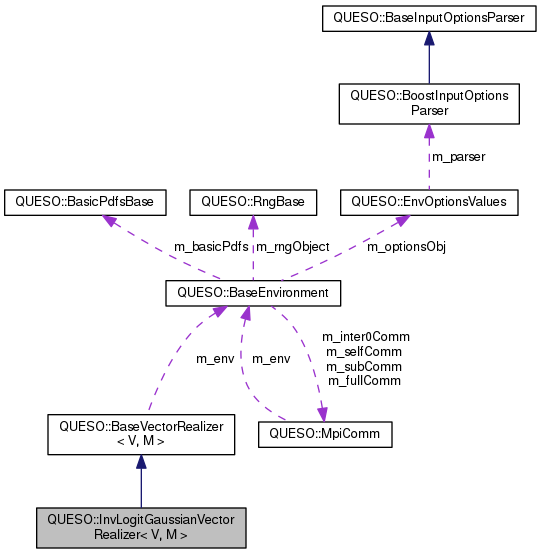 QUESO::BaseInputOptionsParser
QUESO::BoostInputOptions
Parser
m_parser
QUESO::BasicPdfsBase
QUESO::RngBase
QUESO::EnvOptionsValues
m_basicPdfs
m_rngObject
m_optionsObj
QUESO::BaseEnvironment
m_env
m_env
m_inter0Comm
m_selfComm
m_subComm
m_fullComm
QUESO::BaseVectorRealizer
< V, M >
QUESO::MpiComm
QUESO::InvLogitGaussianVector
Realizer< V, M >